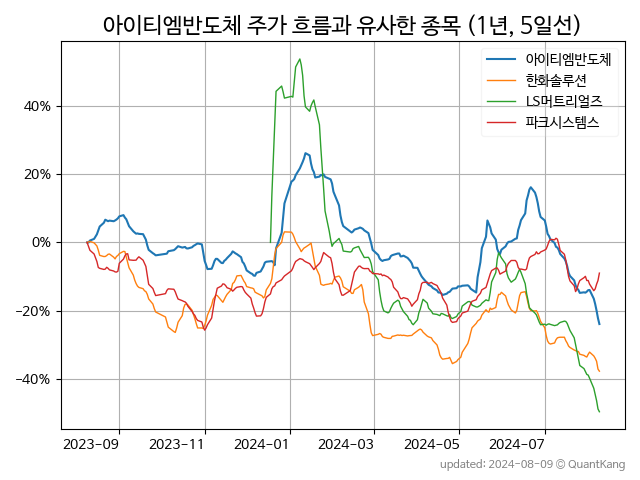 아이티엠반도체 주가 흐름과 유사한 종목 (1년, 5일선)
아이티엠반도체
한화솔루션
LS머트리얼즈
파크시스템스
40%
20%
0%
−20%
−40%
2023-09 2023-11 2024-01 2024-03 2024-05 2024-07
updated: 2024-08-09 © QuantKang